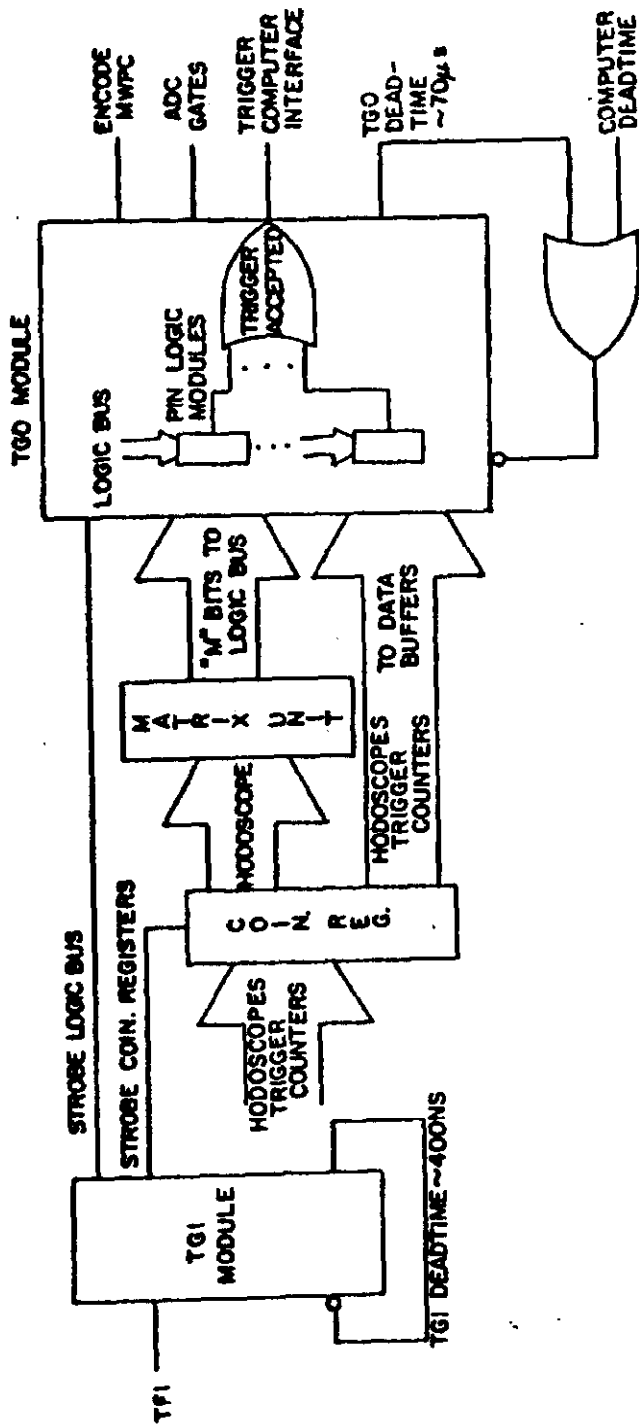 TFI
TGI
MODULE
TGI DEADTIME ~400NS
STROBE LOGIC BUS
STROBE COIN. REGISTERS
HODOSCOPES
TRIGGER
COUNTERS
COIN. REG.
HODOSCOPE
MATRIX UNIT
"M" BITS TO
LOGIC BUS
HODOSCOPES
TRIGGER
COUNTERS
TO DATA
BUFFERS
TGO MODULE
LOGIC BUS
PIN LOGIC
MODULES
TRIGGER
ACCEPTED
ENCODE
MWPC
ADC
GATES
TRIGGER
COMPUTER
INTERFACE
TGO
DEAD-
TIME
~70μs
COMPUTER
DEADTIME